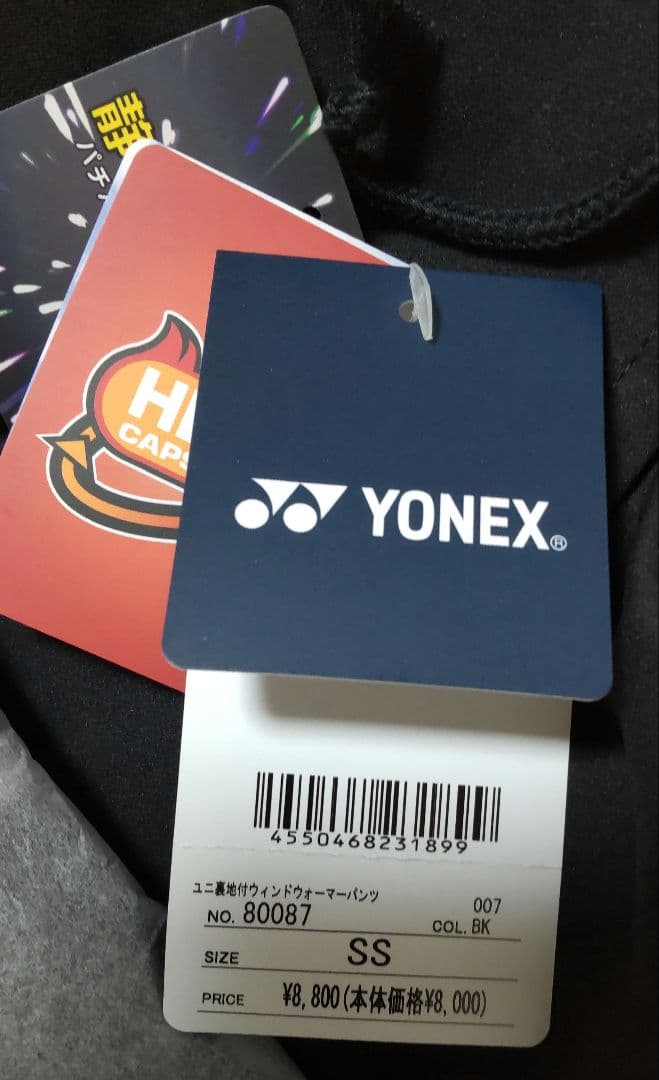 静
パチ
CAPS
YONEX®
4550468231899
ユニ裏地付ウィンドウォーマーパンツ
NO. 80087
007
COL. BK
SIZE SS
PRICE ¥8,800(本体価格¥8,000)